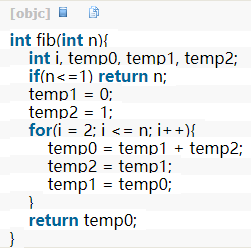 [objc]
int fib(int n){
    int i, temp0, temp1, temp2;
    if(n<=1) return n;
    temp1 = 0;
    temp2 = 1;
    for(i = 2; i <= n; i++){
        temp0 = temp1 + temp2;
        temp2 = temp1;
        temp1 = temp0;
    }
    return temp0;
}